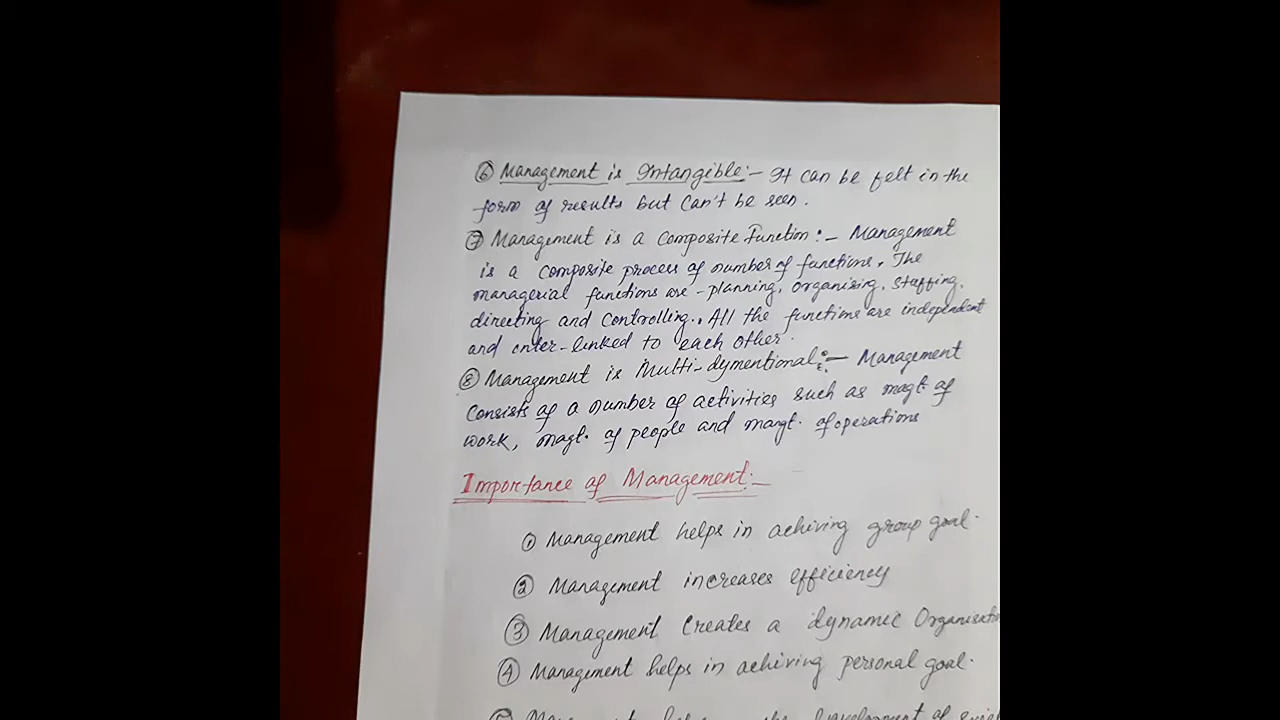 ⑥ Management is Intangible:- It can be felt in the
form of results but can't be seen.
⑦ Management is a Composite Function:- Management
is a composite process of number of functions. The
managerial functions are - planning, organising, staffing,
directing and controlling.. All the functions are independent
and inter-linked to each other.
⑧ Management is Multi-dymentional:- Management
Consists of a number of activities such as magt. of
work, magt. of people and mangt. of operations
Importance of Management:-
① Management helps in achiving group goal.
② Management increases efficiency
③ Management Creates a dynamic Organisatio
④ Management helps in achiving personal goal.
development of